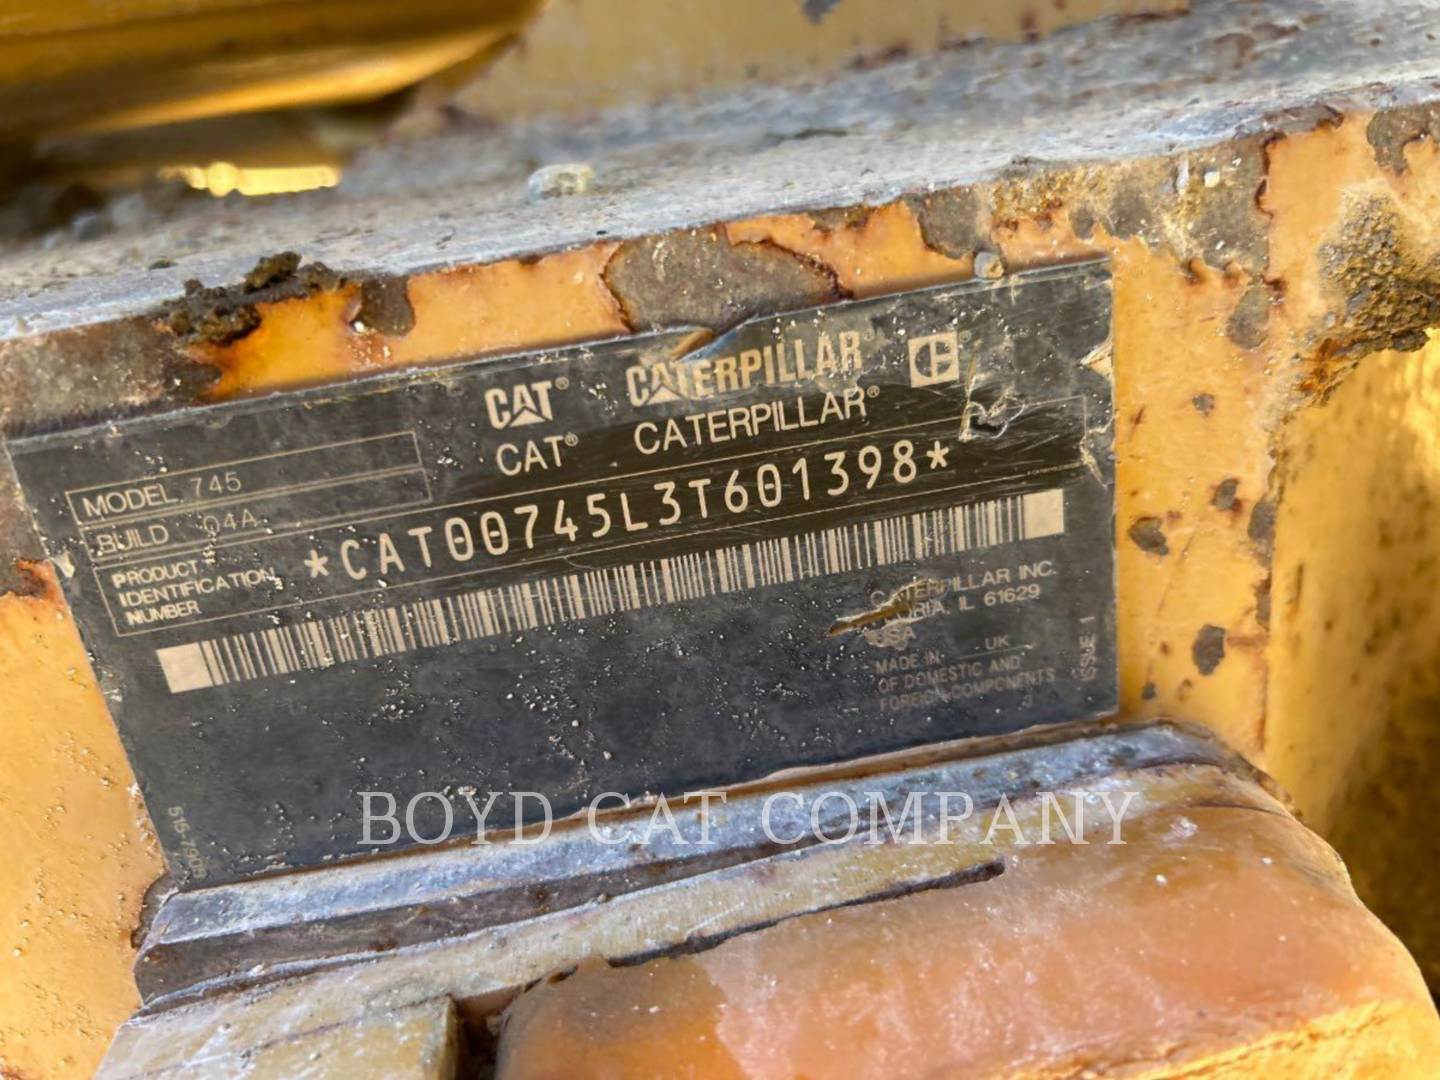 CAT® CATERPILLAR®
CAT® CATERPILLAR®
MODEL 745
BUILD 04A
PRODUCT
IDENTIFICATION
NUMBER
*CAT00745L3T601398*
CATERPILLAR INC.
IL 61629
USA
MADE IN UK
OF DOMESTIC AND
FOREIGN COMPONENTS
ISSUE 1
BOYD CAT COMPANY